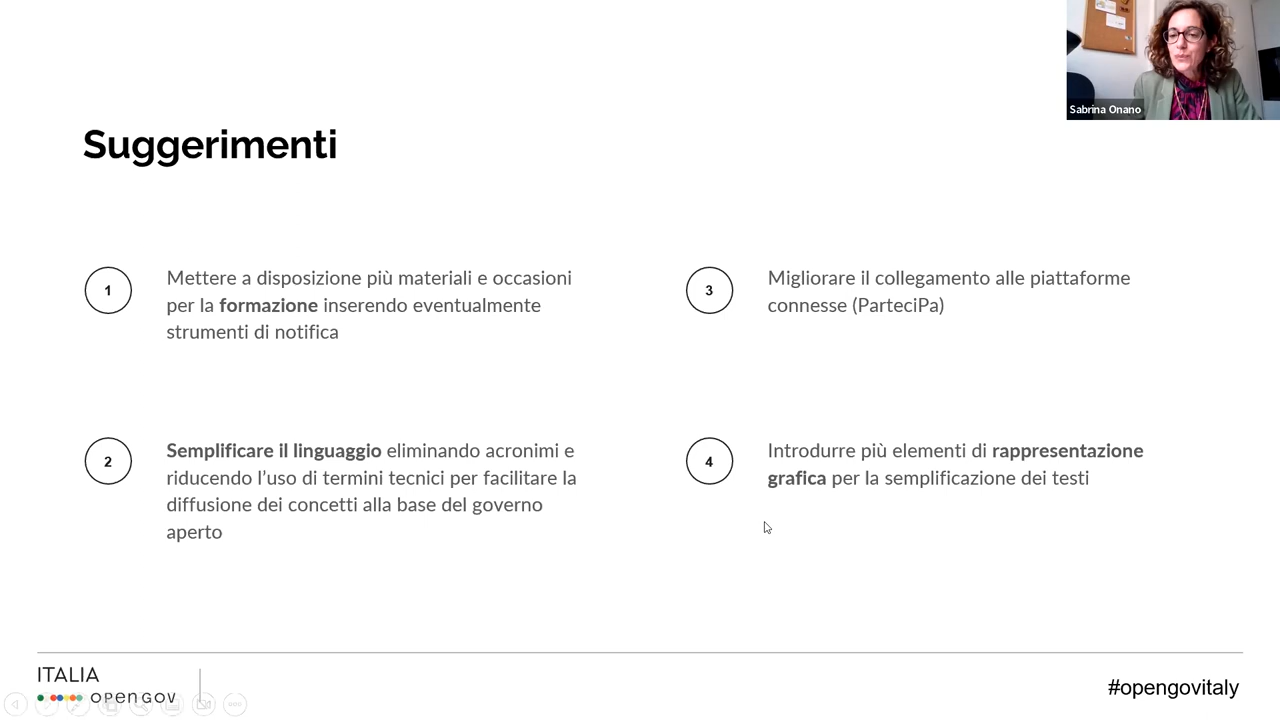 Sabrina Onano
Suggerimenti
1
Mettere a disposizione più materiali e occasioni
per la formazione inserendo eventualmente
strumenti di notifica
2
Semplificare il linguaggio eliminando acronimi e
riducendo l’uso di termini tecnici per facilitare la
diffusione dei concetti alla base del governo
aperto
3
Migliorare il collegamento alle piattaforme
connesse (ParteciPa)
4
Introdurre più elementi di rappresentazione
grafica per la semplificazione dei testi
ITALIA
OPEN GOV
#opengovitaly